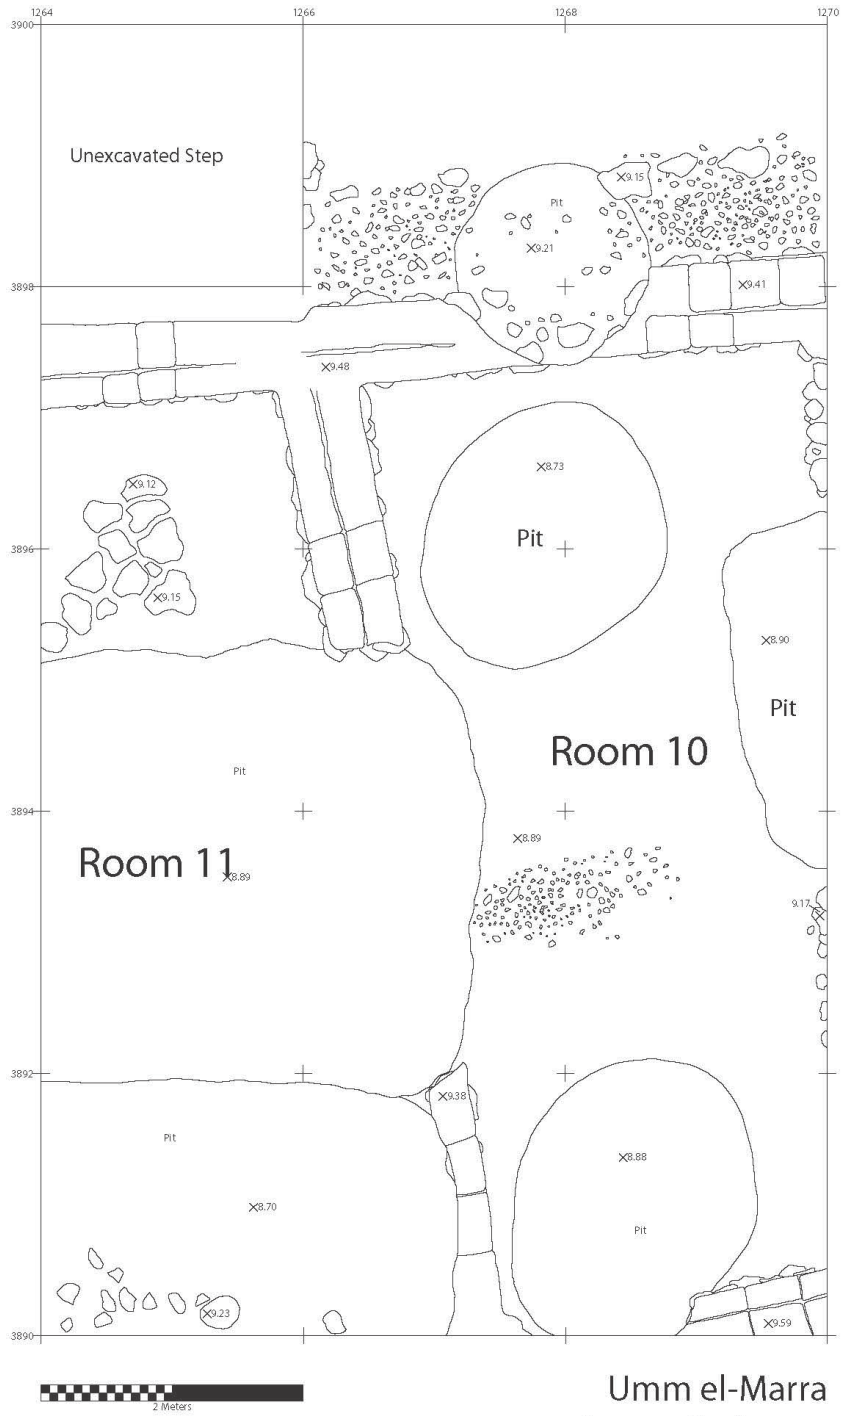 1264 1266 1268 1270
3900
Unexcavated Step
9.15
Pit
9.21
3898
9.41
9.48
8.73
9.12
Pit
3896
9.15
8.90
Pit
Room 10
Pit
3894
8.89
Room 11
8.89
9.17
3892
9.38
Pit
8.88
8.70
Pit
9.23
9.59
3890
2 Meters
Umm el-Marra